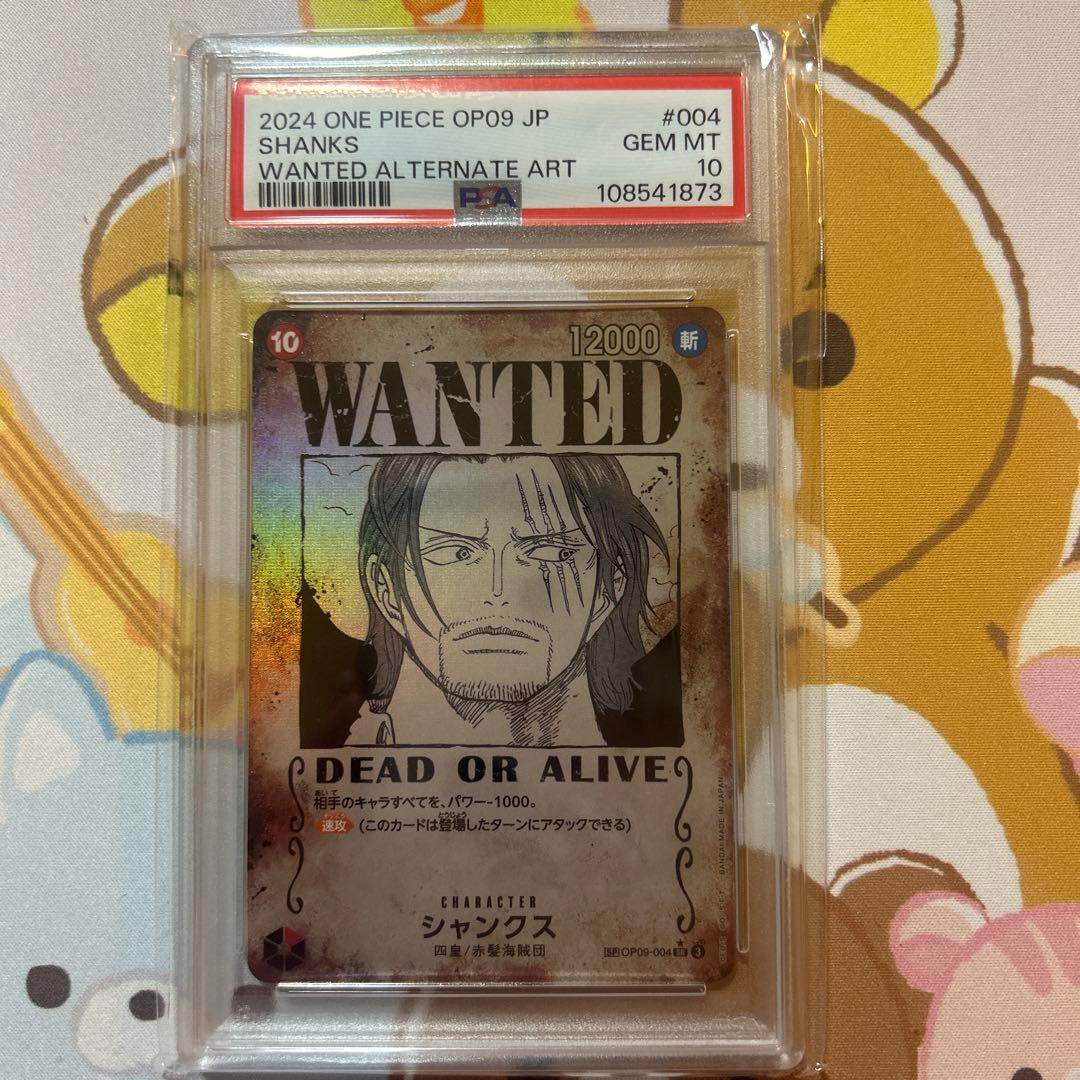 2024 ONE PIECE OP09 JP #004
SHANKS GEM MT
WANTED ALTERNATE ART 10
PSA 108541873
10 12000 斬
WANTED
DEAD OR ALIVE
相手のキャラすべてを、パワー-1000。
速攻 (このカードは登場したターンにアタックできる)
CHARACTER
シャンクス
四皇/赤髪海賊団
SP OP09-004 SR 3